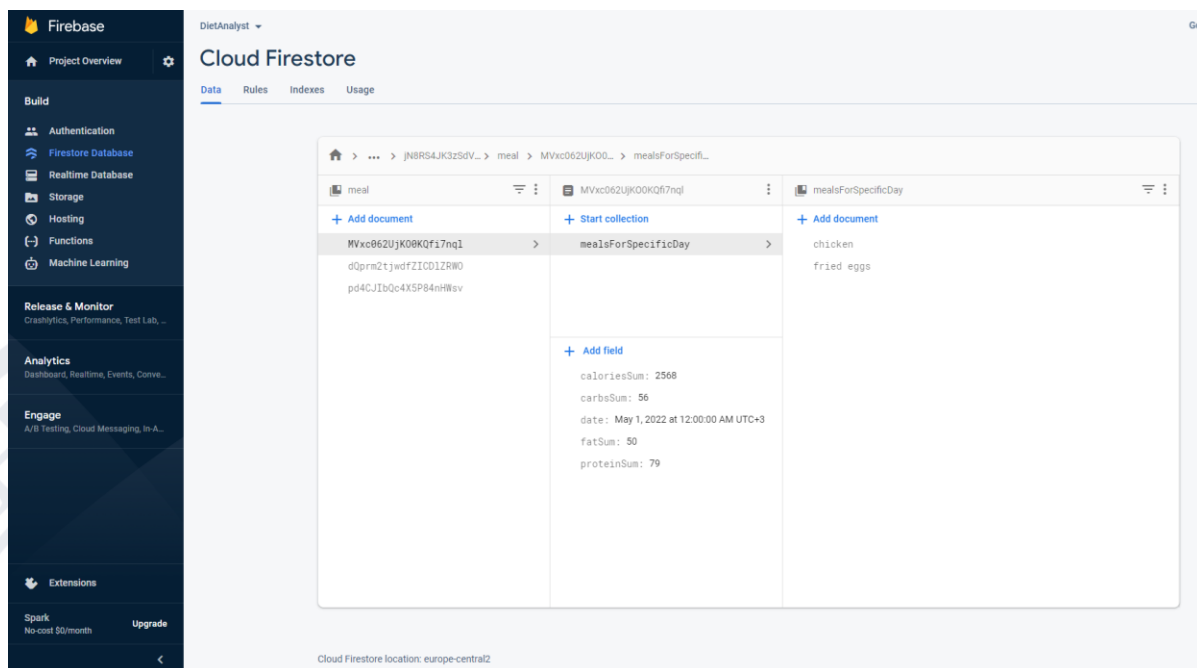 Firebase
Project Overview
Build
Authentication
Firestore Database
Realtime Database
Storage
Hosting
Functions
Machine Learning
Release & Monitor
Crashlytics, Performance, Test Lab, ...
Analytics
Dashboard, Realtime, Events, Conve...
Engage
A/B Testing, Cloud Messaging, In-A...
Extensions
Spark
No-cost $0/month
Upgrade
DietAnalyst
Cloud Firestore
Data Rules Indexes Usage
... > jN8RS4JK3zSdV... > meal > MVxc062UjKO0... > mealsForSpecifi...
meal
+ Add document
MVxc062UjKO0KQfi7nql >
dQprm2tjwdfZICDlZRWO
pd4CJIbQc4X5P84nHWsv
MVxc062UjKO0KQfi7nql
+ Start collection
mealsForSpecificDay >
+ Add field
caloriesSum: 2568
carbsSum: 56
date: May 1, 2022 at 12:00:00 AM UTC+3
fatSum: 50
proteinSum: 79
mealsForSpecificDay
+ Add document
chicken
fried eggs
Cloud Firestore location: europe-central2